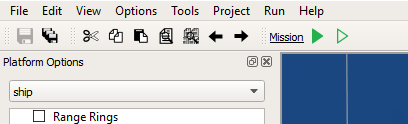 File Edit View Options Tools Project Run Help
Mission
Platform Options
ship
Range Rings